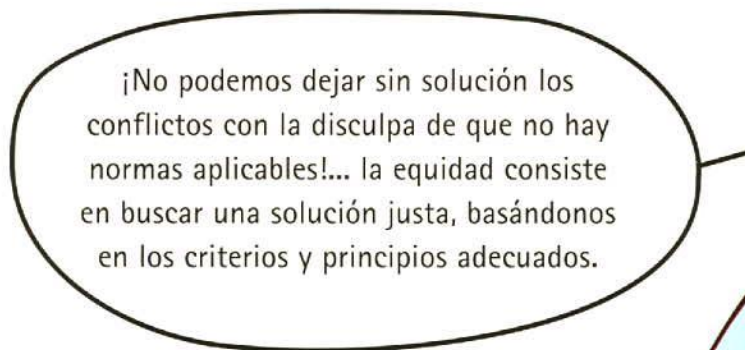 ¡No podemos dejar sin solución los
conflictos con la disculpa de que no hay
normas aplicables!... la equidad consiste
en buscar una solución justa, basándonos
en los criterios y principios adecuados.